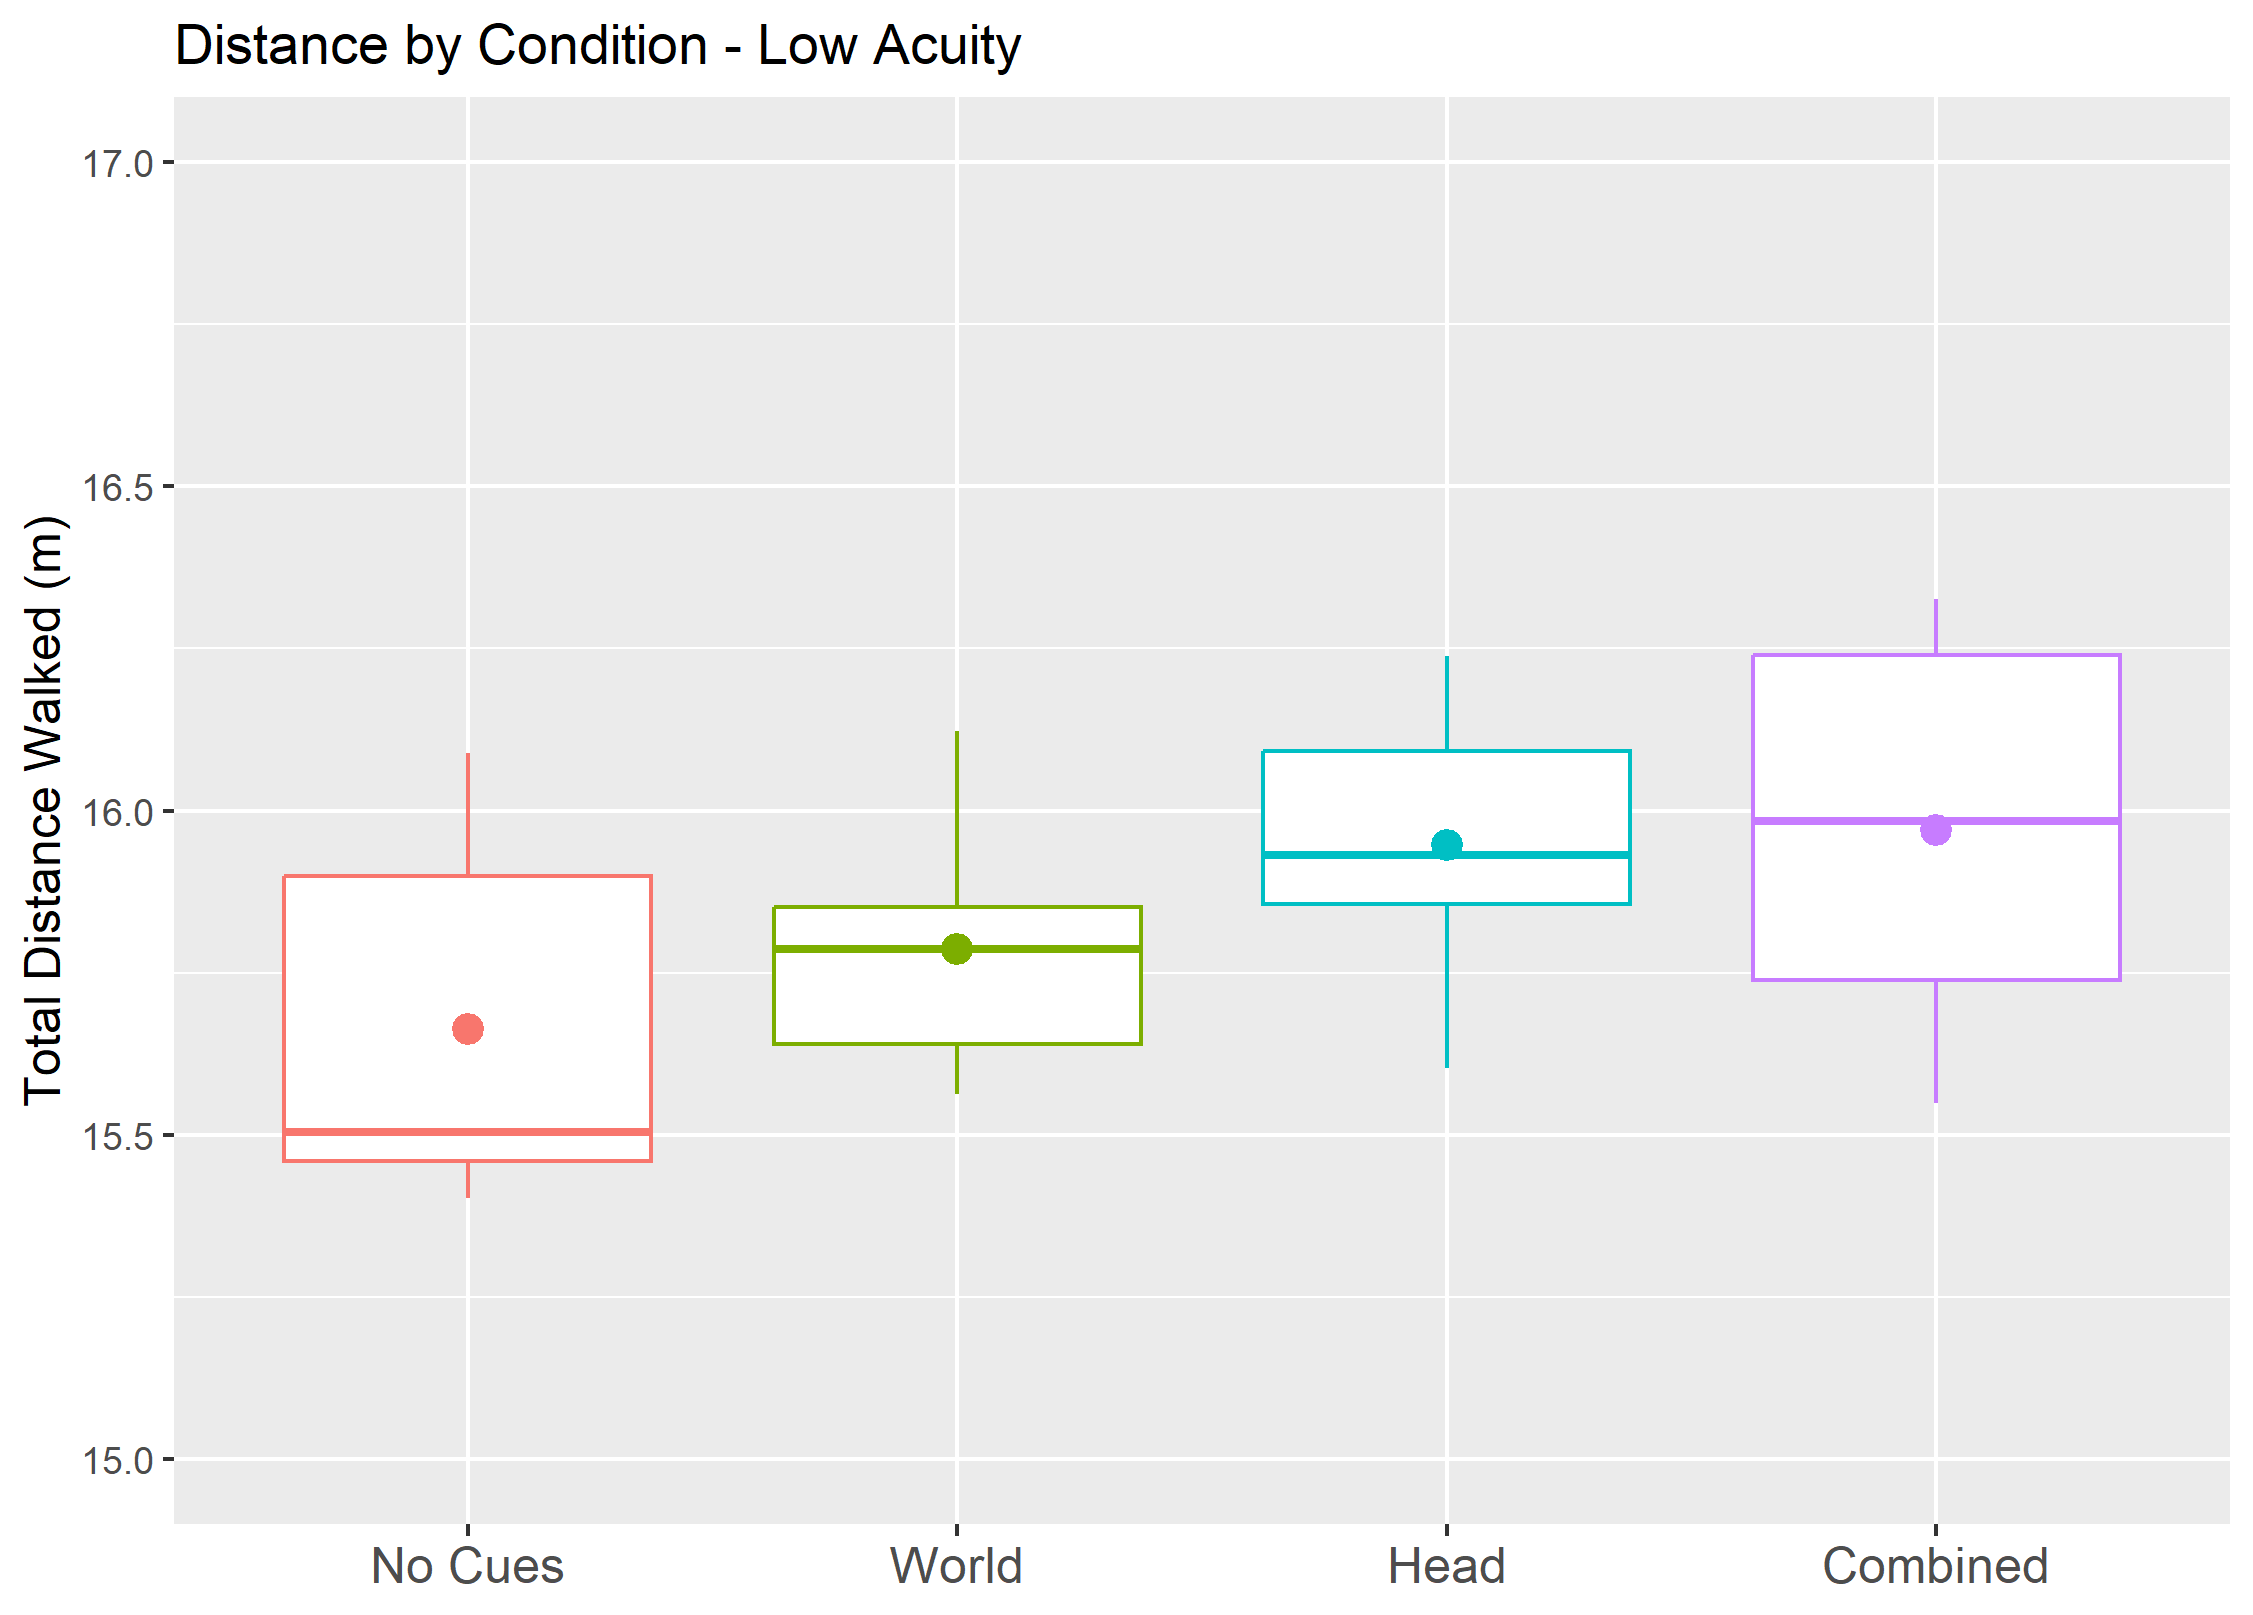 Distance by Condition - Low Acuity
Total Distance Walked (m)
17.0
16.5
16.0
15.5
15.0
No Cues
World
Head
Combined